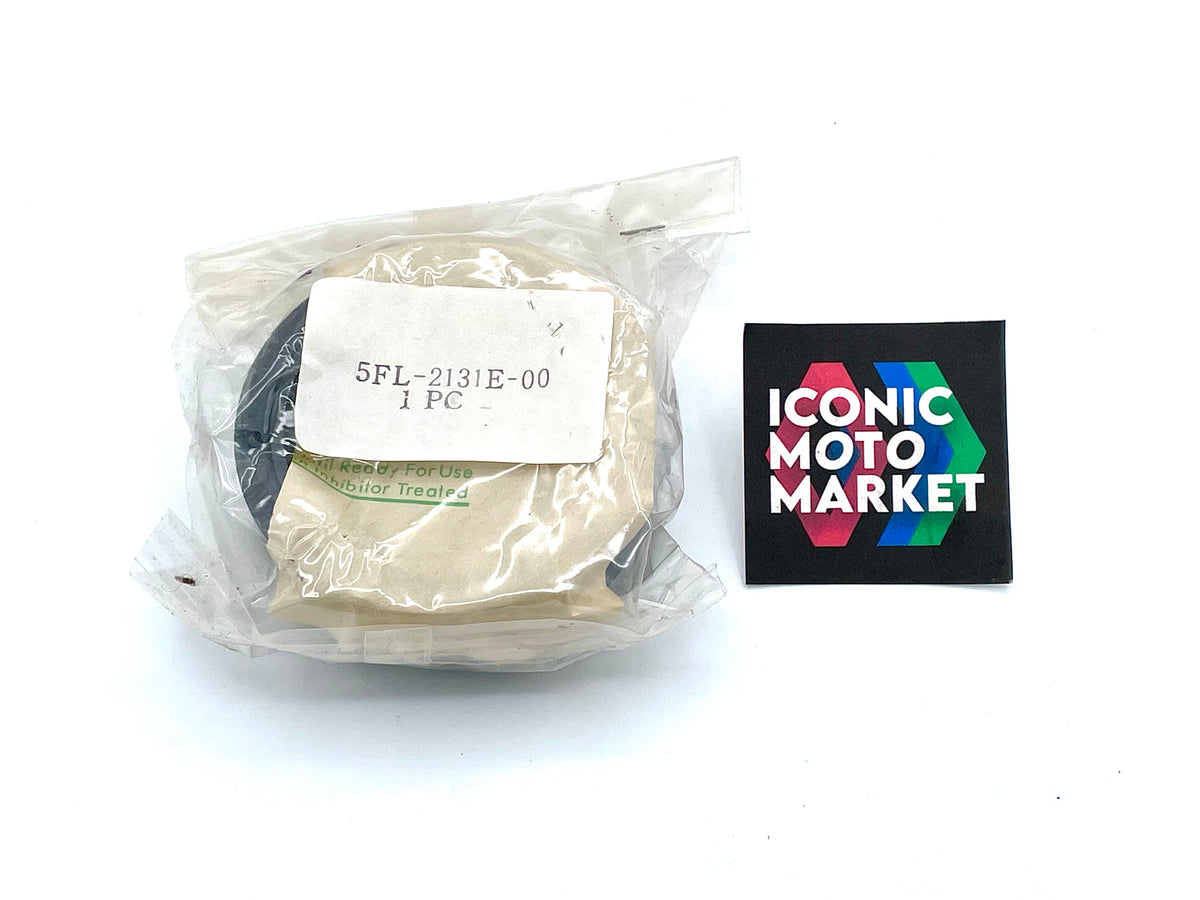 5FL-2131E-00
1 PC
Ready For Use
Inhibitor Treated
ICONIC
MOTO
MARKET